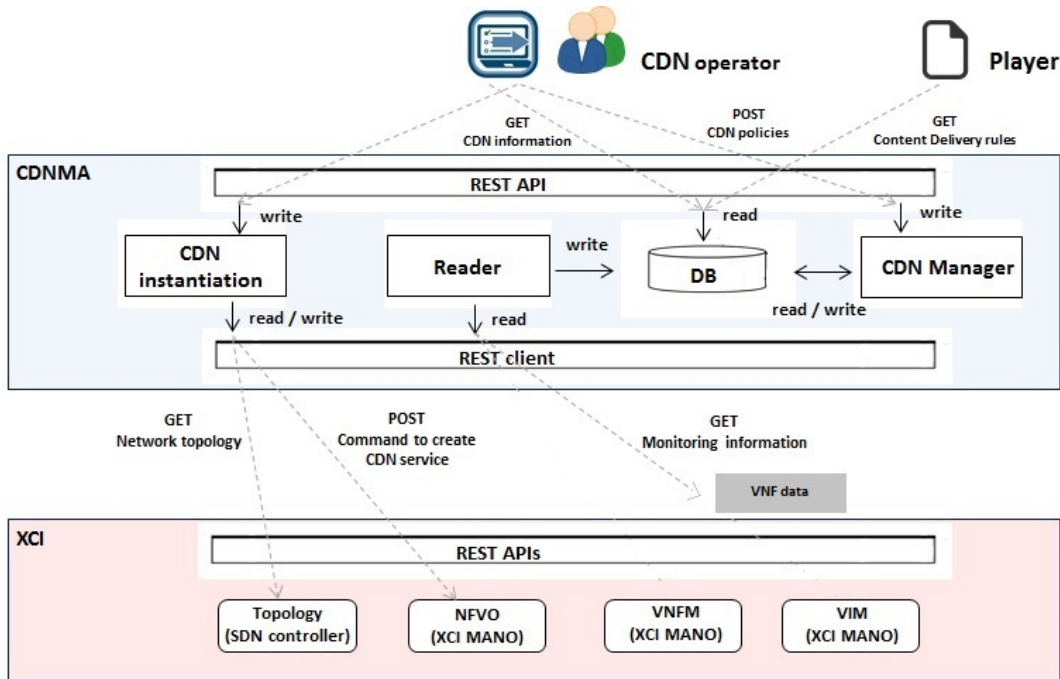 CDN operator
Player
GET
CDN information
POST
CDN policies
GET
Content Delivery rules
CDNMA
REST API
write
read
write
CDN
instantiation
Reader
write
DB
CDN Manager
read / write
read
read / write
REST client
GET
Network topology
POST
Command to create
CDN service
GET
Monitoring information
VNF data
XCI
REST APIs
Topology
(SDN controller)
NFVO
(XCI MANO)
VNFM
(XCI MANO)
VIM
(XCI MANO)